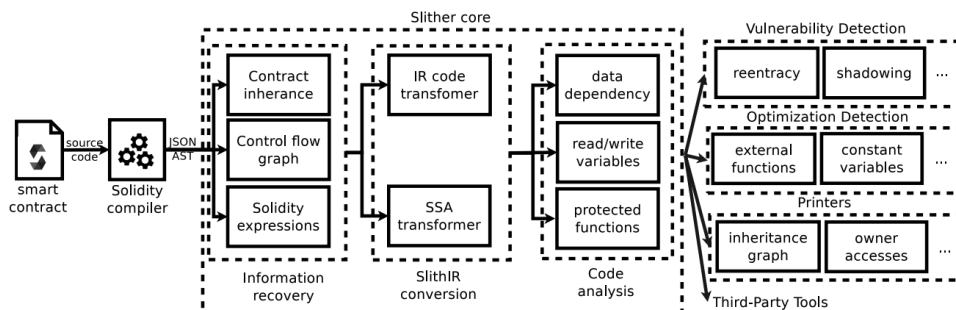 Slither core
smart
contract
source
code
Solidity
compiler
JSON
AST
Contract
inherance
Control flow
graph
Solidity
expressions
Information
recovery
IR code
transfomer
SSA
transformer
SlithIR
conversion
data
dependency
read/write
variables
protected
functions
Code
analysis
Vulnerability Detection
reentracy
shadowing
...
Optimization Detection
external
functions
constant
variables
...
Printers
inheritance
graph
owner
accesses
...
Third-Party Tools